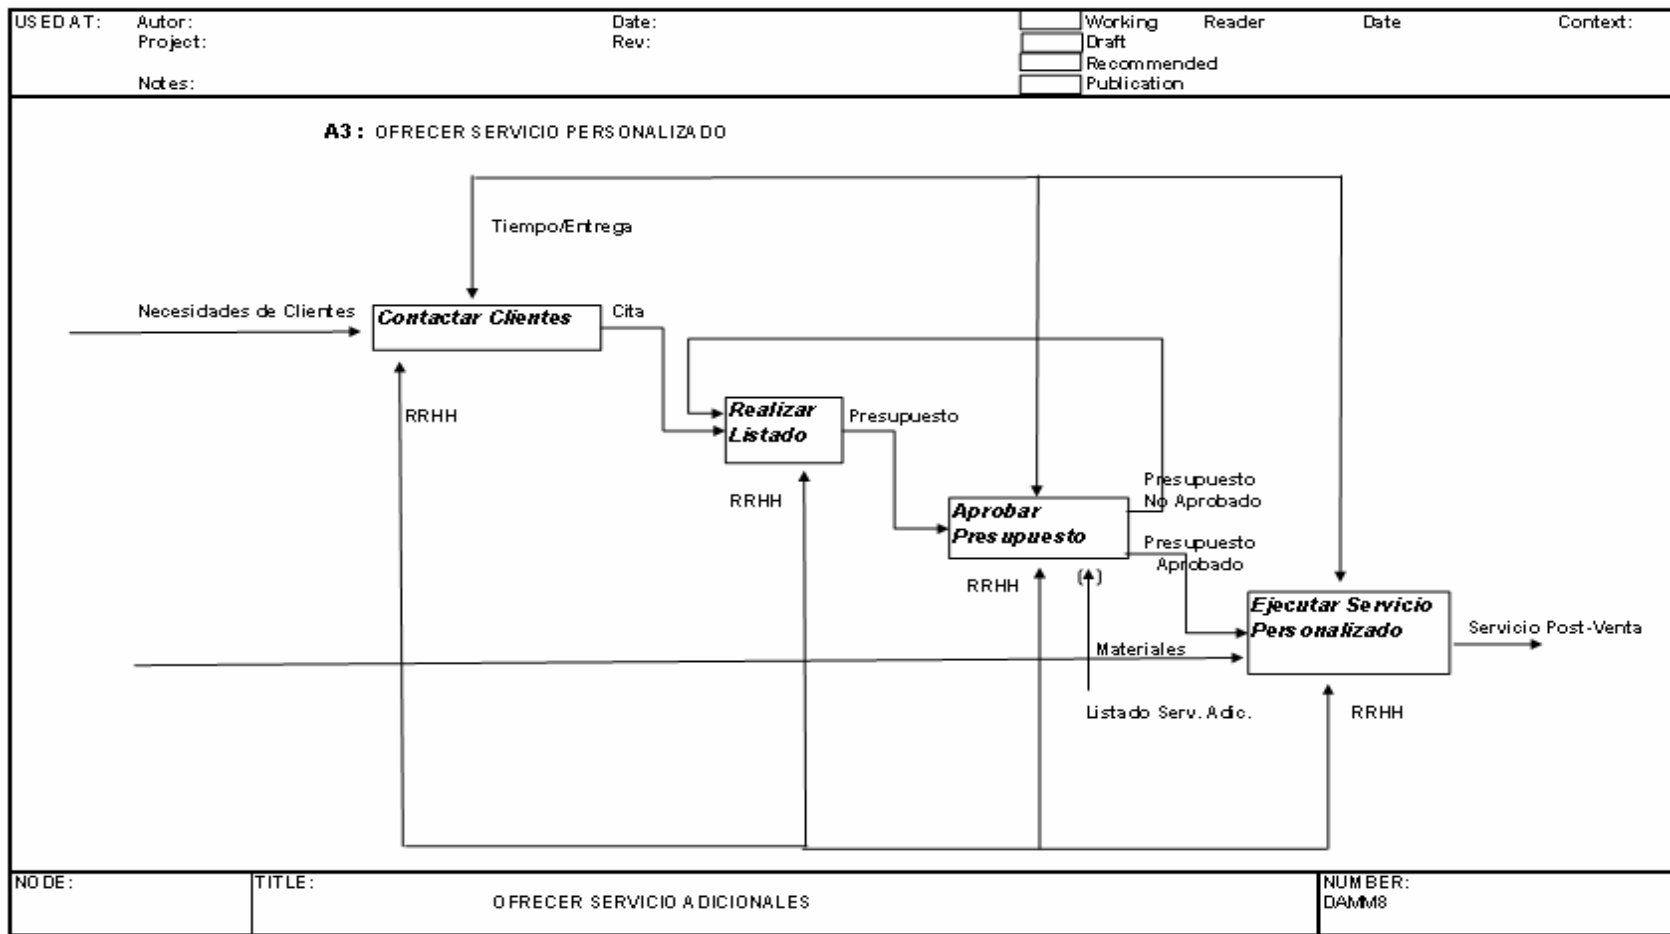 USED AT: Autor: Date: Working Reader Date Context:
Project: Rev: Draft
Recommended
Notes: Publication
A3: OFRECER SERVICIO PERSONALIZADO
Tiempo/Entrega
Necesidades de Clientes
Contactar Clientes
Cita
RRHH
Realizar
Listado
Presupuesto
RRHH
Presupuesto
No Aprobado
Aprobar
Presupuesto
Presupuesto
Aprobado
RRHH
( )
Ejecutar Servicio
Personalizado
Servicio Post-Venta
Materiales
Listado Serv. Adic.
RRHH
NODE: TITLE: NUMBER:
OFRECER SERVICIO ADICIONALES DAMM8